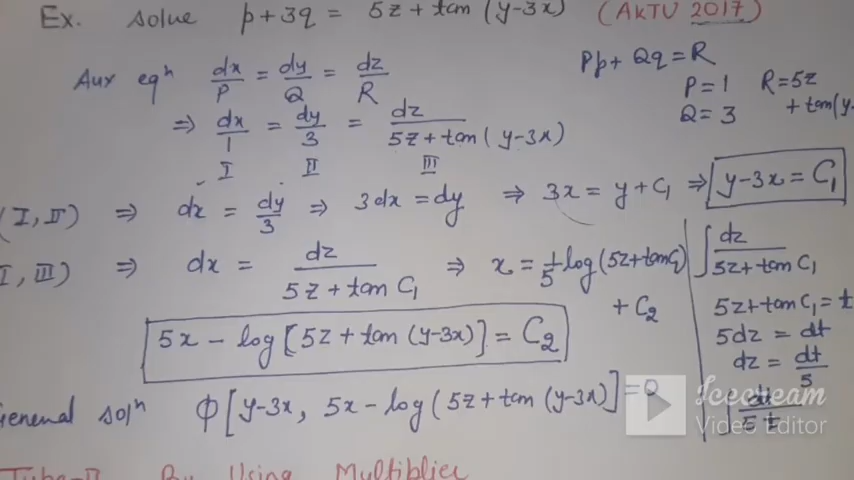 Ex. solve p+3q = 5z+tan (y-3x) (AKTU 2017)
Aux eqⁿ dx/P = dy/Q = dz/R
Pp + Qq = R
P=1 R=5z
Q=3 + tan(y-
⇒ dx/1 = dy/3 = dz/(5z+tan(y-3x))
I II III
(I,II) ⇒ dx = dy/3 ⇒ 3dx = dy ⇒ 3x = y+C₁ ⇒ y-3x = C₁
I,III) ⇒ dx = dz/(5z+tan C₁) ⇒ x = 1/5 log(5z+tanC₁) + C₂
∫ dz/(5z+tan C₁)
5z+tan C₁ = t
5dz = dt
dz = dt/5
∫ dt/5t
5x - log[5z+tan (y-3x)] = C₂
General solⁿ φ[y-3x, 5x-log(5z+tan (y-3x)] = 0
Icecream
Video Editor
Type-II By Using Multiplier